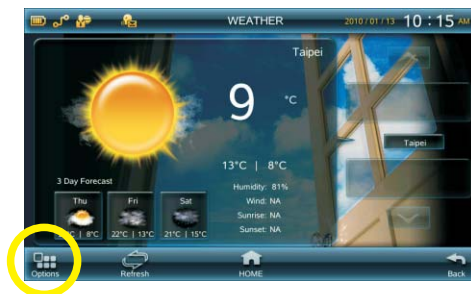 WEATHER
2010 / 01 / 13 10 : 15 AM
Taipei
9 °C
13°C | 8°C
Humidity: 81%
Wind: NA
Sunrise: NA
Sunset: NA
Taipei
3 Day Forecast
Thu Fri Sat
C | 8°C 22°C | 13°C 21°C | 15°C
Options Refresh HOME Back